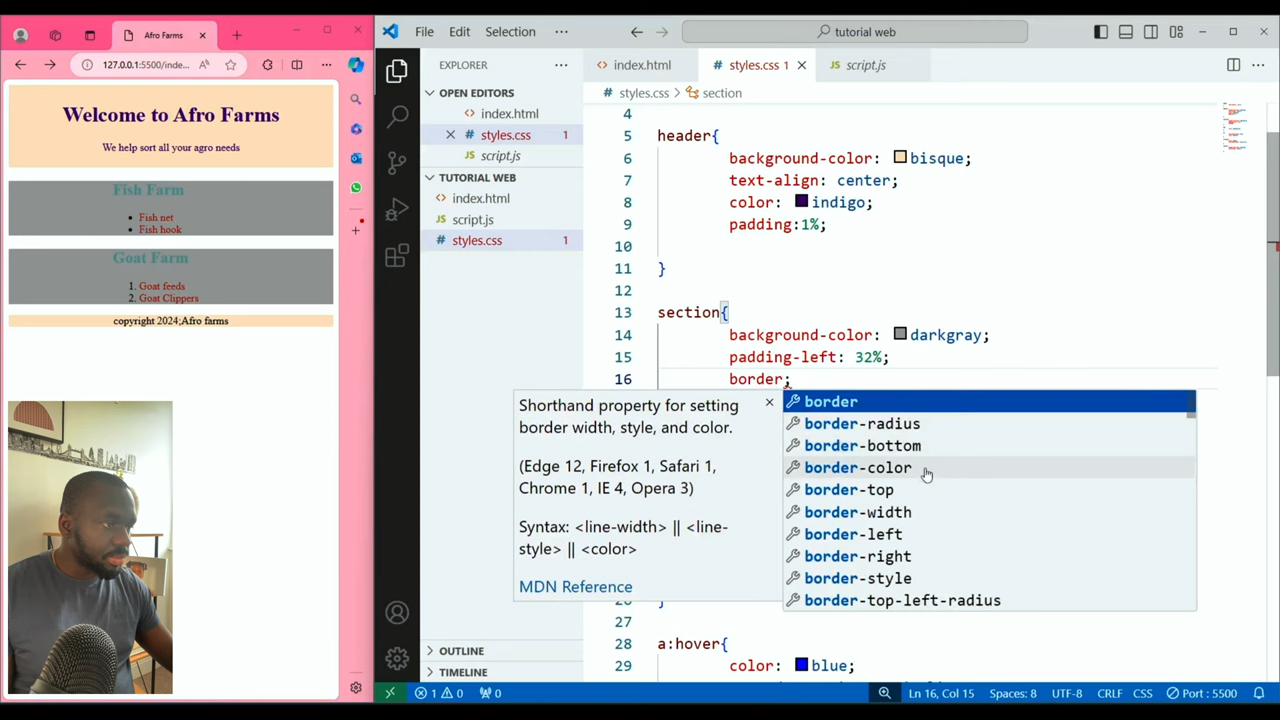 Afro Farms
127.0.0.1:5500/inde...
Welcome to Afro Farms
We help sort all your agro needs
Fish Farm
Fish net
Fish hook
Goat Farm
1. Goat feeds
2. Goat Clippers
copyright 2024;Afro farms
File Edit Selection ...
tutorial web
EXPLORER ...
OPEN EDITORS
index.html
styles.css 1
script.js
TUTORIAL WEB
index.html
script.js
styles.css 1
OUTLINE
TIMELINE
index.html styles.css 1 script.js
styles.css > section
4
5 header{
6 background-color: bisque;
7 text-align: center;
8 color: indigo;
9 padding:1%;
10
11 }
12
13 section{
14 background-color: darkgray;
15 padding-left: 32%;
16 border;
Shorthand property for setting
border width, style, and color.
(Edge 12, Firefox 1, Safari 1,
Chrome 1, IE 4, Opera 3)
Syntax: <line-width> || <line-
style> || <color>
MDN Reference
border
border-radius
border-bottom
border-color
border-top
border-width
border-left
border-right
border-style
border-top-left-radius
}
27
28 a:hover{
29 color: blue;
1 0 0 Ln 16, Col 15 Spaces: 8 UTF-8 CRLF CSS Port : 5500